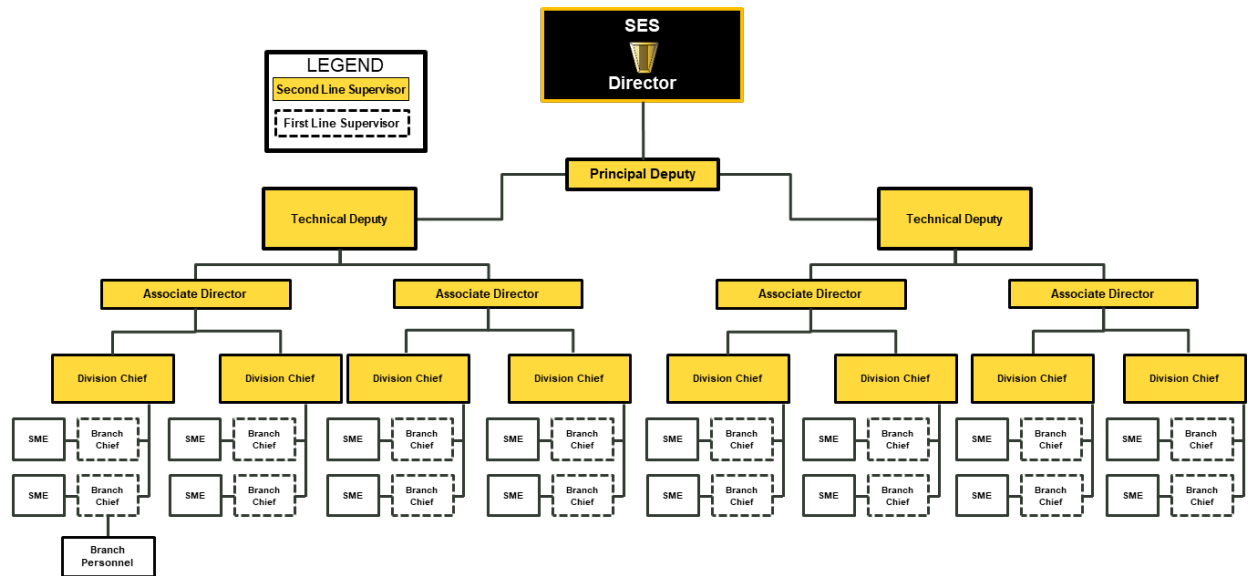 SES
Director
LEGEND
Second Line Supervisor
First Line Supervisor
Principal Deputy
Technical Deputy
Technical Deputy
Associate Director
Associate Director
Associate Director
Associate Director
Division Chief
Division Chief
Division Chief
Division Chief
Division Chief
Division Chief
Division Chief
Division Chief
SME
Branch
Chief
SME
Branch
Chief
SME
Branch
Chief
SME
Branch
Chief
SME
Branch
Chief
SME
Branch
Chief
SME
Branch
Chief
SME
Branch
Chief
SME
Branch
Chief
SME
Branch
Chief
SME
Branch
Chief
SME
Branch
Chief
SME
Branch
Chief
SME
Branch
Chief
SME
Branch
Chief
SME
Branch
Chief
Branch
Personnel